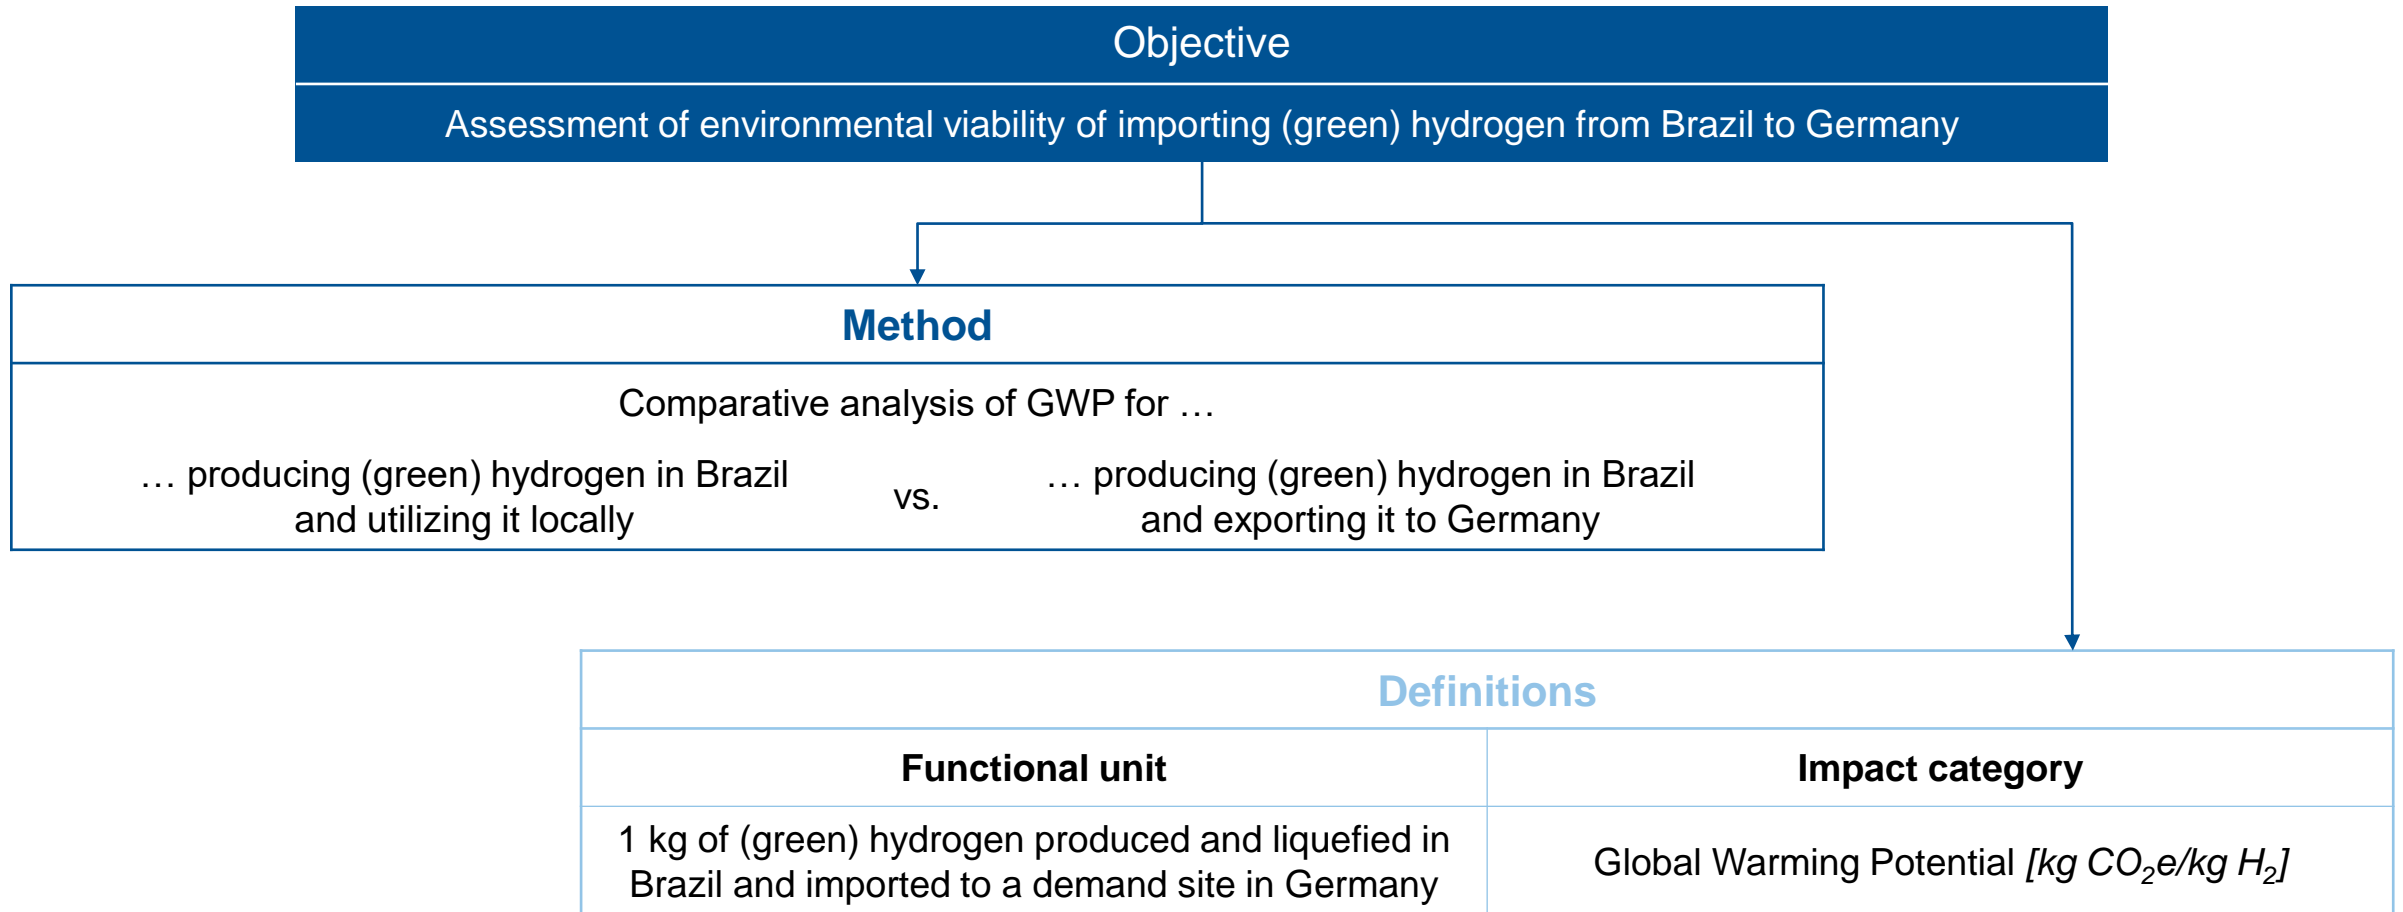 Objective
Assessment of environmental viability of importing (green) hydrogen from Brazil to Germany
Method
Comparative analysis of GWP for …
… producing (green) hydrogen in Brazil
and utilizing it locally
vs.
… producing (green) hydrogen in Brazil
and exporting it to Germany
Definitions
Functional unit
Impact category
1 kg of (green) hydrogen produced and liquefied in
Brazil and imported to a demand site in Germany
Global Warming Potential [kg CO₂e/kg H₂]